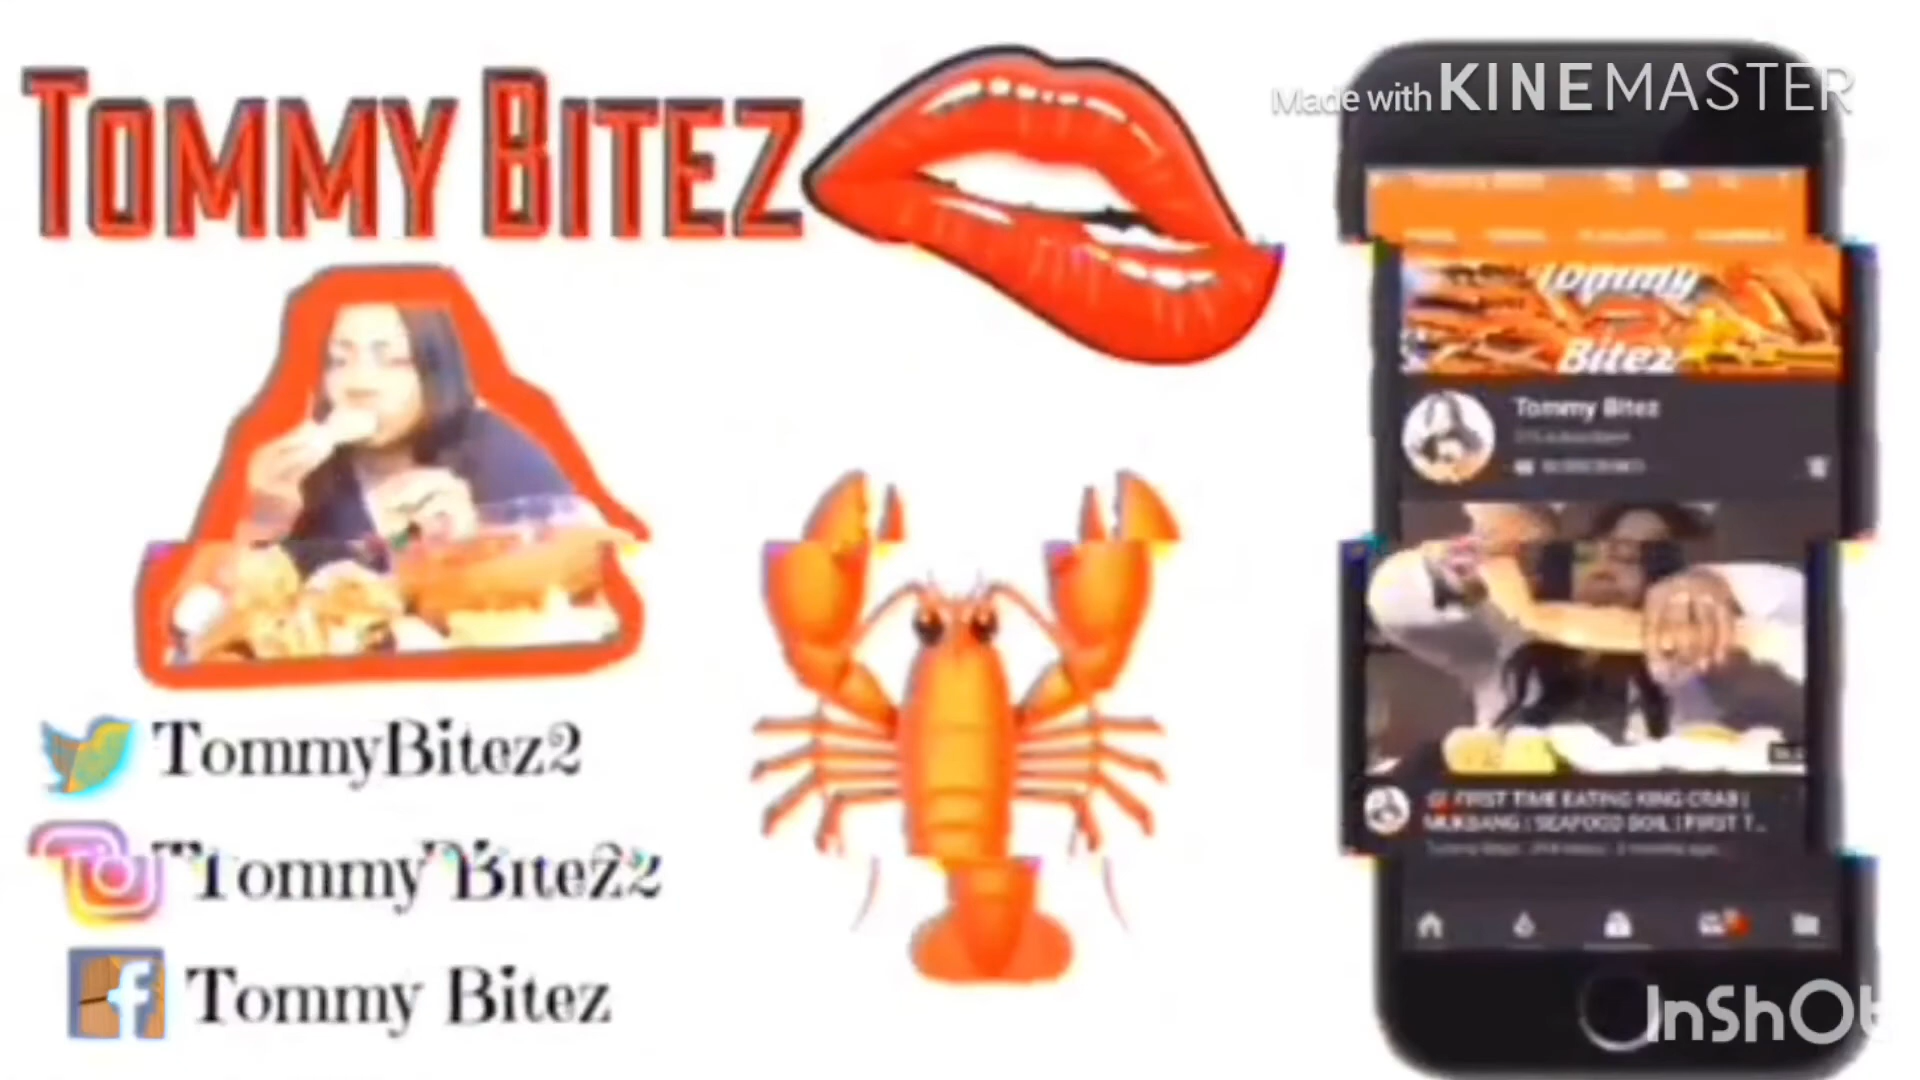 TOMMY BITEZ
Made with KINEMASTER
Tommy
Bitez
Tommy Bitez
FIRST TIME EATING KING CRAB |
MUKBANG | SEAFOOD BOIL | FIRST T...
TommyBitez2
TommyBitez2
Tommy Bitez
InShOt